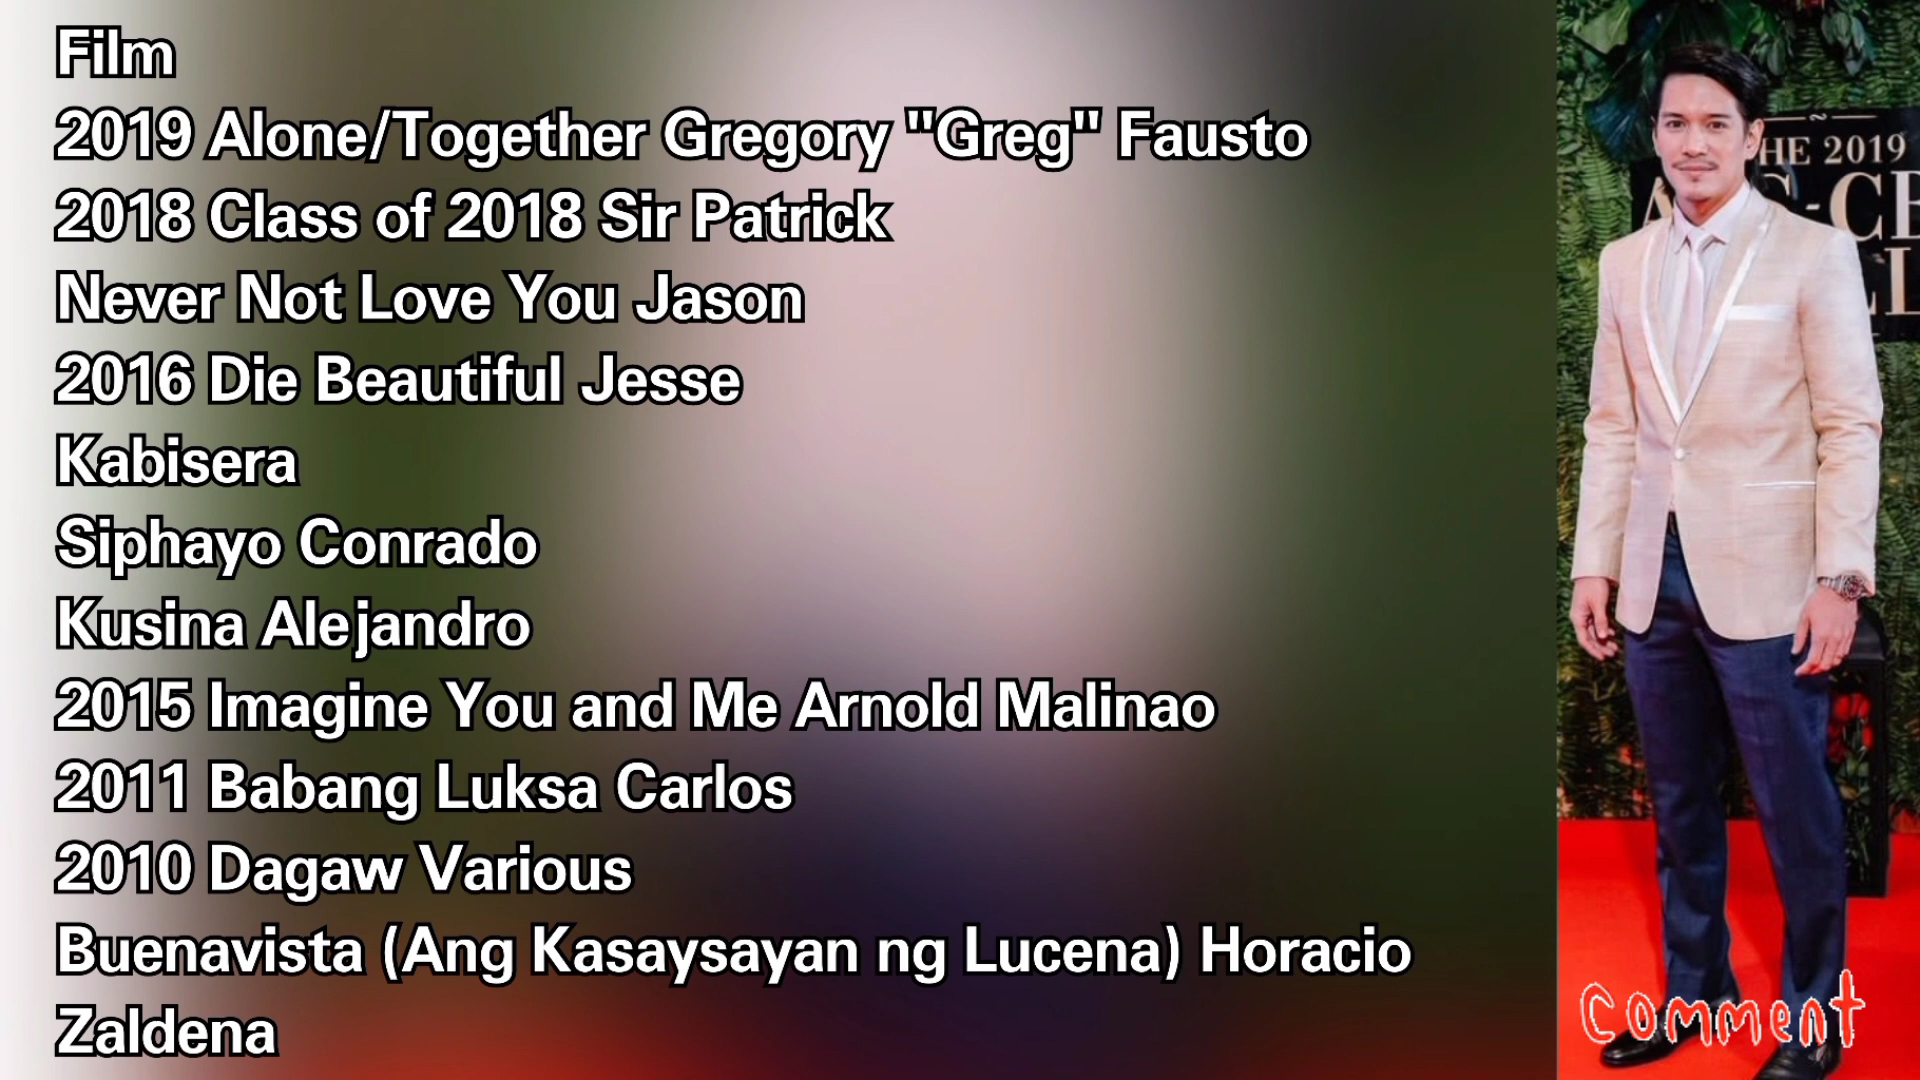 Film
2019 Alone/Together Gregory "Greg" Fausto
2018 Class of 2018 Sir Patrick
Never Not Love You Jason
2016 Die Beautiful Jesse
Kabisera
Siphayo Conrado
Kusina Alejandro
2015 Imagine You and Me Arnold Malinao
2011 Babang Luksa Carlos
2010 Dagaw Various
Buenavista (Ang Kasaysayan ng Lucena) Horacio
Zaldena
HE 2019
Comment